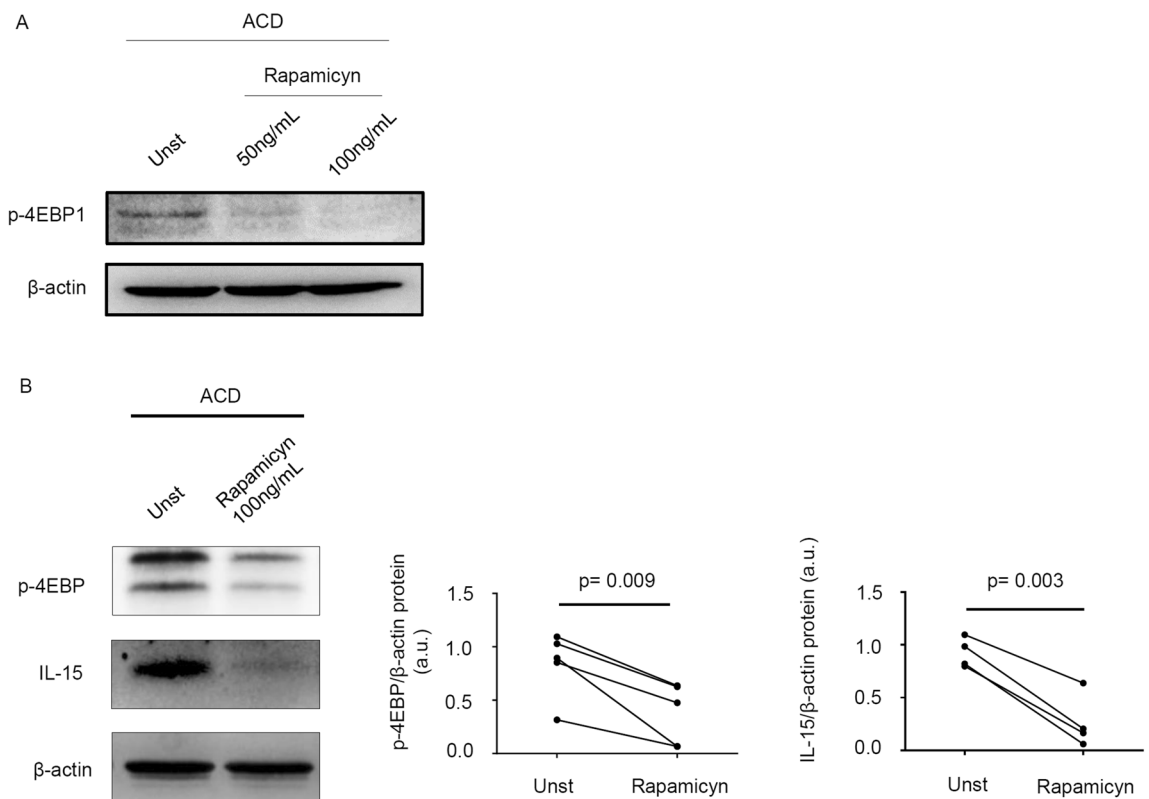 A
ACD
Rapamicyn
Unst
50ng/mL
100ng/mL
p-4EBP1
β-actin
B
ACD
Unst
Rapamicyn
100ng/mL
p-4EBP
IL-15
β-actin
p-4EBP/β-actin protein
(a.u.)
p= 0.009
1.5
1.0
0.5
0.0
Unst
Rapamicyn
IL-15/β-actin protein (a.u.)
p= 0.003
1.5
1.0
0.5
0.0
Unst
Rapamicyn